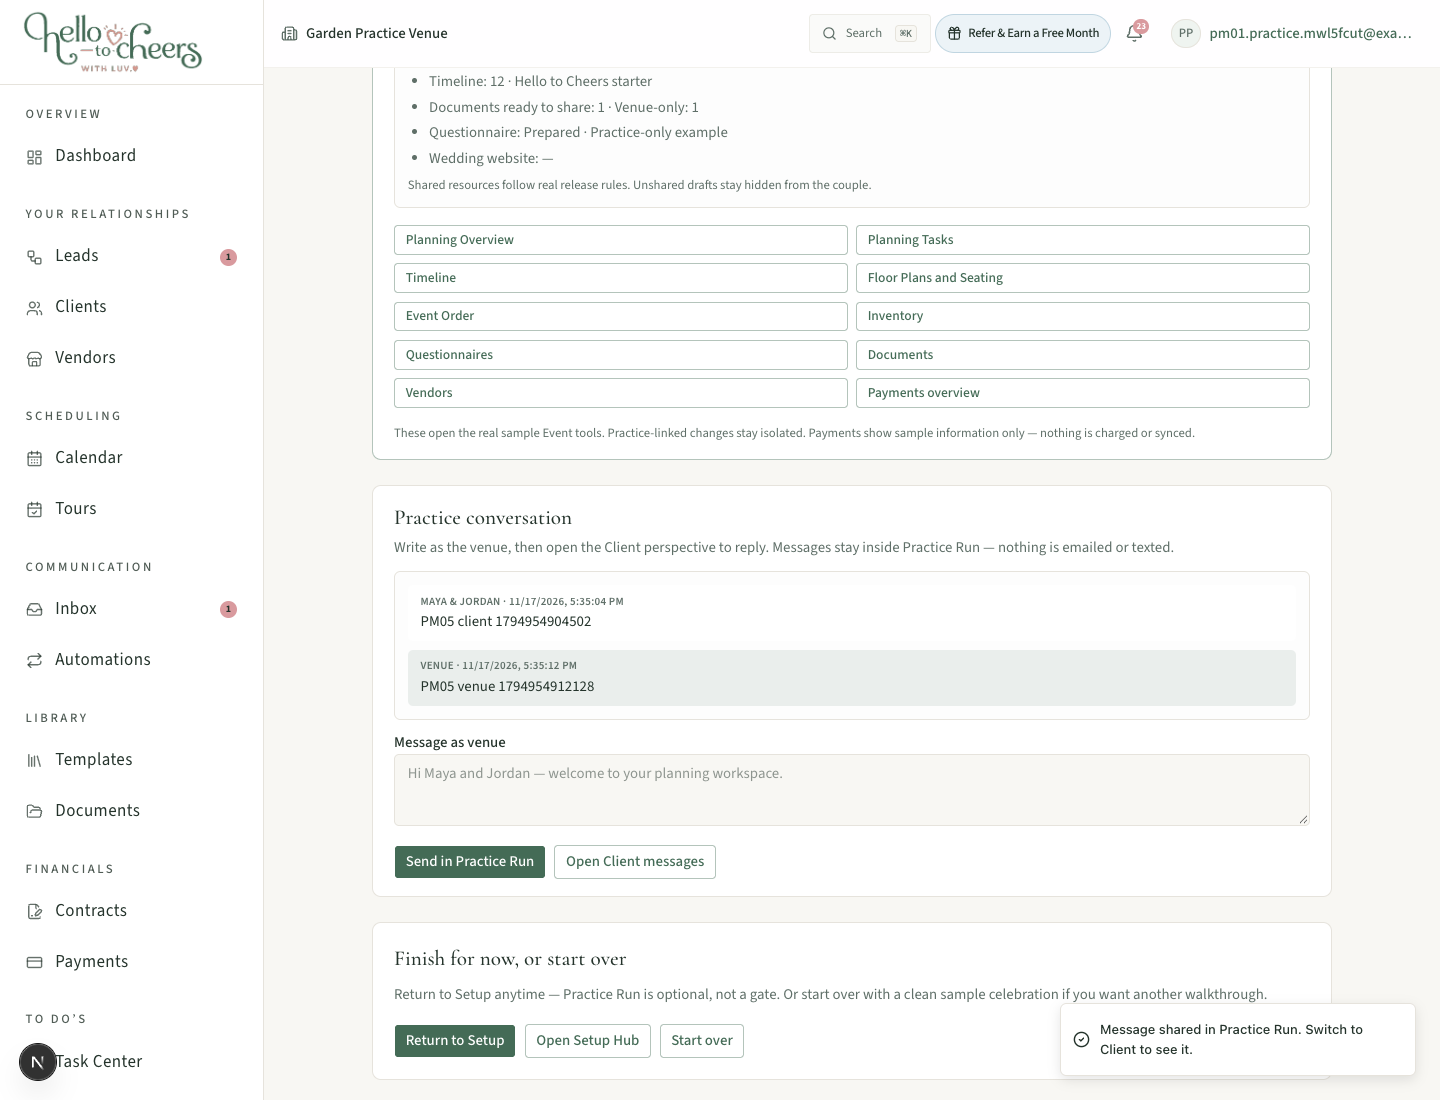 hello
to cheers
WITH LUV.
Garden Practice Venue
Search ⌘K
Refer & Earn a Free Month
23
PP
pm01.practice.mwl5fcut@exa...
OVERVIEW
Dashboard
YOUR RELATIONSHIPS
Leads 1
Clients
Vendors
SCHEDULING
Calendar
Tours
COMMUNICATION
Inbox 1
Automations
LIBRARY
Templates
Documents
FINANCIALS
Contracts
Payments
TO DO'S
N
Task Center
• Timeline: 12 · Hello to Cheers starter
• Documents ready to share: 1 · Venue-only: 1
• Questionnaire: Prepared · Practice-only example
• Wedding website: —
Shared resources follow real release rules. Unshared drafts stay hidden from the couple.
Planning Overview
Planning Tasks
Timeline
Floor Plans and Seating
Event Order
Inventory
Questionnaires
Documents
Vendors
Payments overview
These open the real sample Event tools. Practice-linked changes stay isolated. Payments show sample information only — nothing is charged or synced.
Practice conversation
Write as the venue, then open the Client perspective to reply. Messages stay inside Practice Run — nothing is emailed or texted.
MAYA & JORDAN · 11/17/2026, 5:35:04 PM
PM05 client 1794954904502
VENUE · 11/17/2026, 5:35:12 PM
PM05 venue 1794954912128
Message as venue
Hi Maya and Jordan — welcome to your planning workspace.
Send in Practice Run
Open Client messages
Finish for now, or start over
Return to Setup anytime — Practice Run is optional, not a gate. Or start over with a clean sample celebration if you want another walkthrough.
Return to Setup
Open Setup Hub
Start over
Message shared in Practice Run. Switch to
Client to see it.